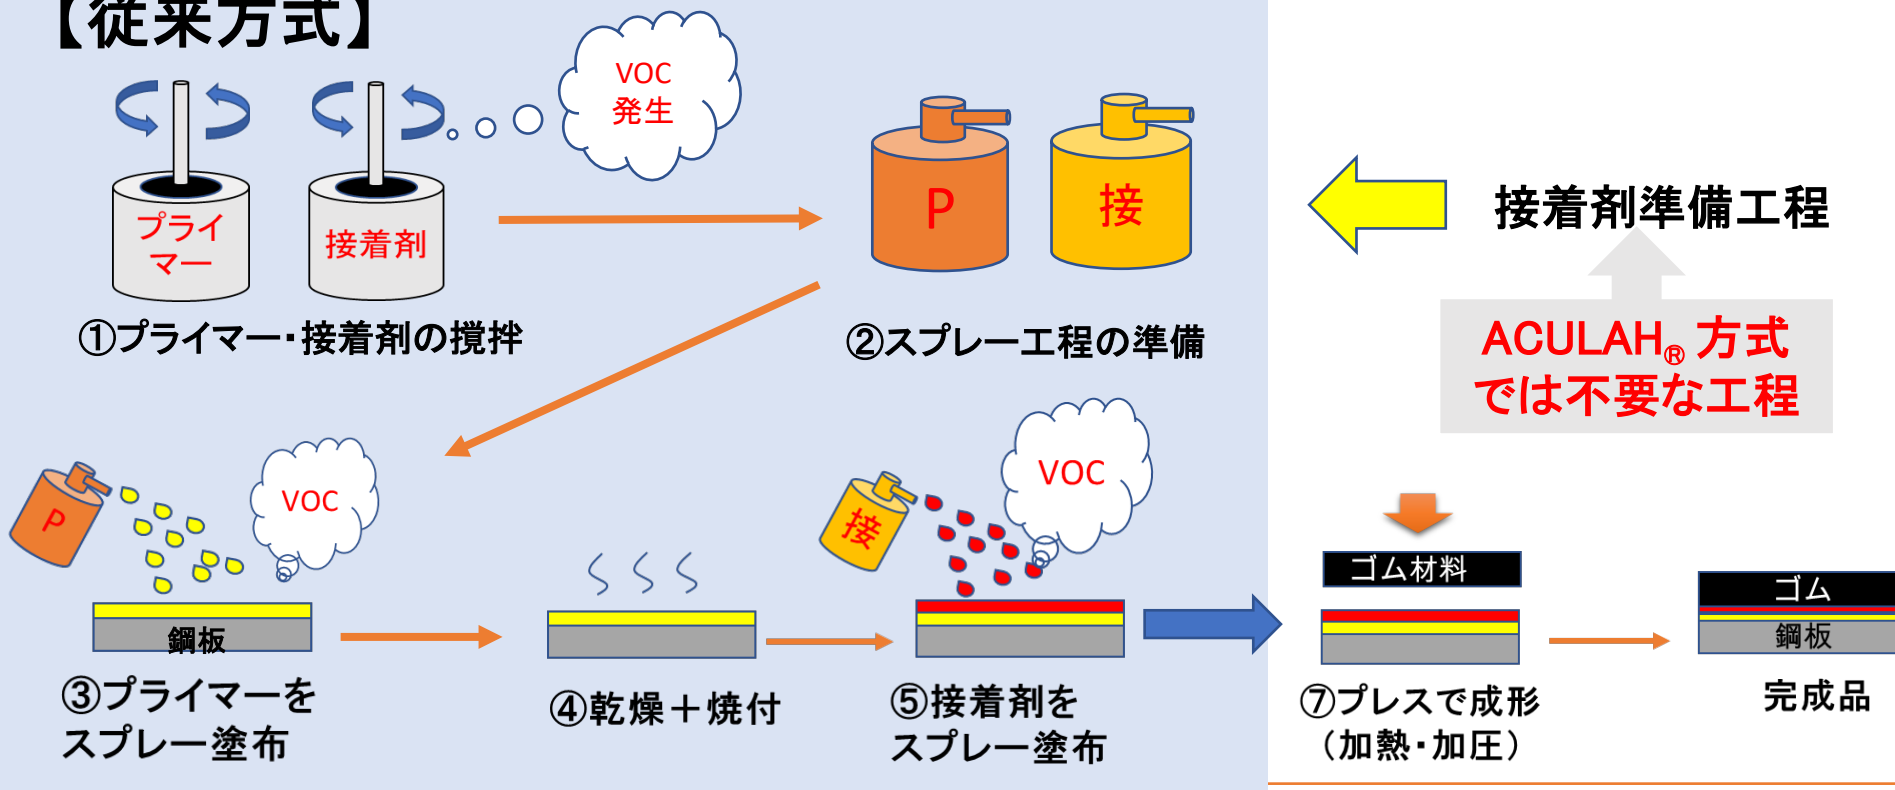 【従来方式】
VOC
発生
プライ
マー
接着剤
P
接
接着剤準備工程
①プライマー・接着剤の撹拌
②スプレー工程の準備
ACULAH® 方式
では不要な工程
P
VOC
接
VOC
鋼板
ゴム材料
ゴム
鋼板
③プライマーを
スプレー塗布
④乾燥＋焼付
⑤接着剤を
スプレー塗布
⑦プレスで成形
（加熱・加圧）
完成品